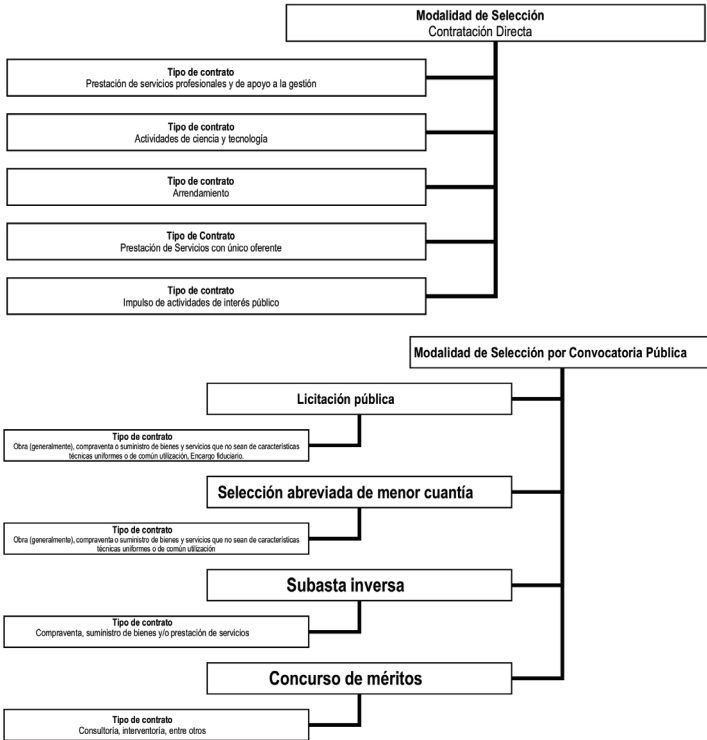 Modalidad de Selección
Contratación Directa
Tipo de contrato
Prestación de servicios profesionales y de apoyo a la gestión
Tipo de contrato
Actividades de ciencia y tecnología
Tipo de contrato
Arrendamiento
Tipo de Contrato
Prestación de Servicios con único oferente
Tipo de contrato
Impulso de actividades de interés público
Modalidad de Selección por Convocatoria Pública
Licitación pública
Tipo de contrato
Obra (generalmente), compraventa o suministro de bienes y servicios que no sean de características
técnicas uniformes o de común utilización, Encargo fiduciario.
Selección abreviada de menor cuantía
Tipo de contrato
Obra (generalmente), compraventa o suministro de bienes y servicios que no sean de características
técnicas uniformes o de común utilización
Subasta inversa
Tipo de contrato
Compraventa, suministro de bienes y/o prestación de servicios
Concurso de méritos
Tipo de contrato
Consultoría, interventoría, entre otros